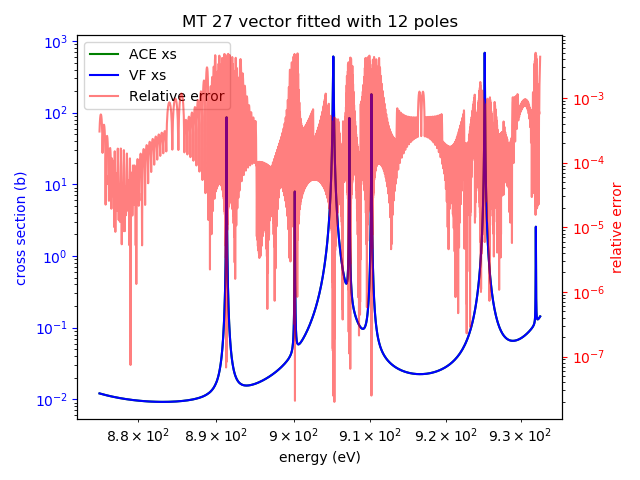 MT 27 vector fitted with 12 poles
ACE xs
VF xs
Relative error
10³
10²
10¹
10⁰
10⁻¹
10⁻²
cross section (b)
10⁻³
10⁻⁴
10⁻⁵
10⁻⁶
10⁻⁷
relative error
8.8 × 10² 8.9 × 10² 9 × 10² 9.1 × 10² 9.2 × 10² 9.3 × 10²
energy (eV)